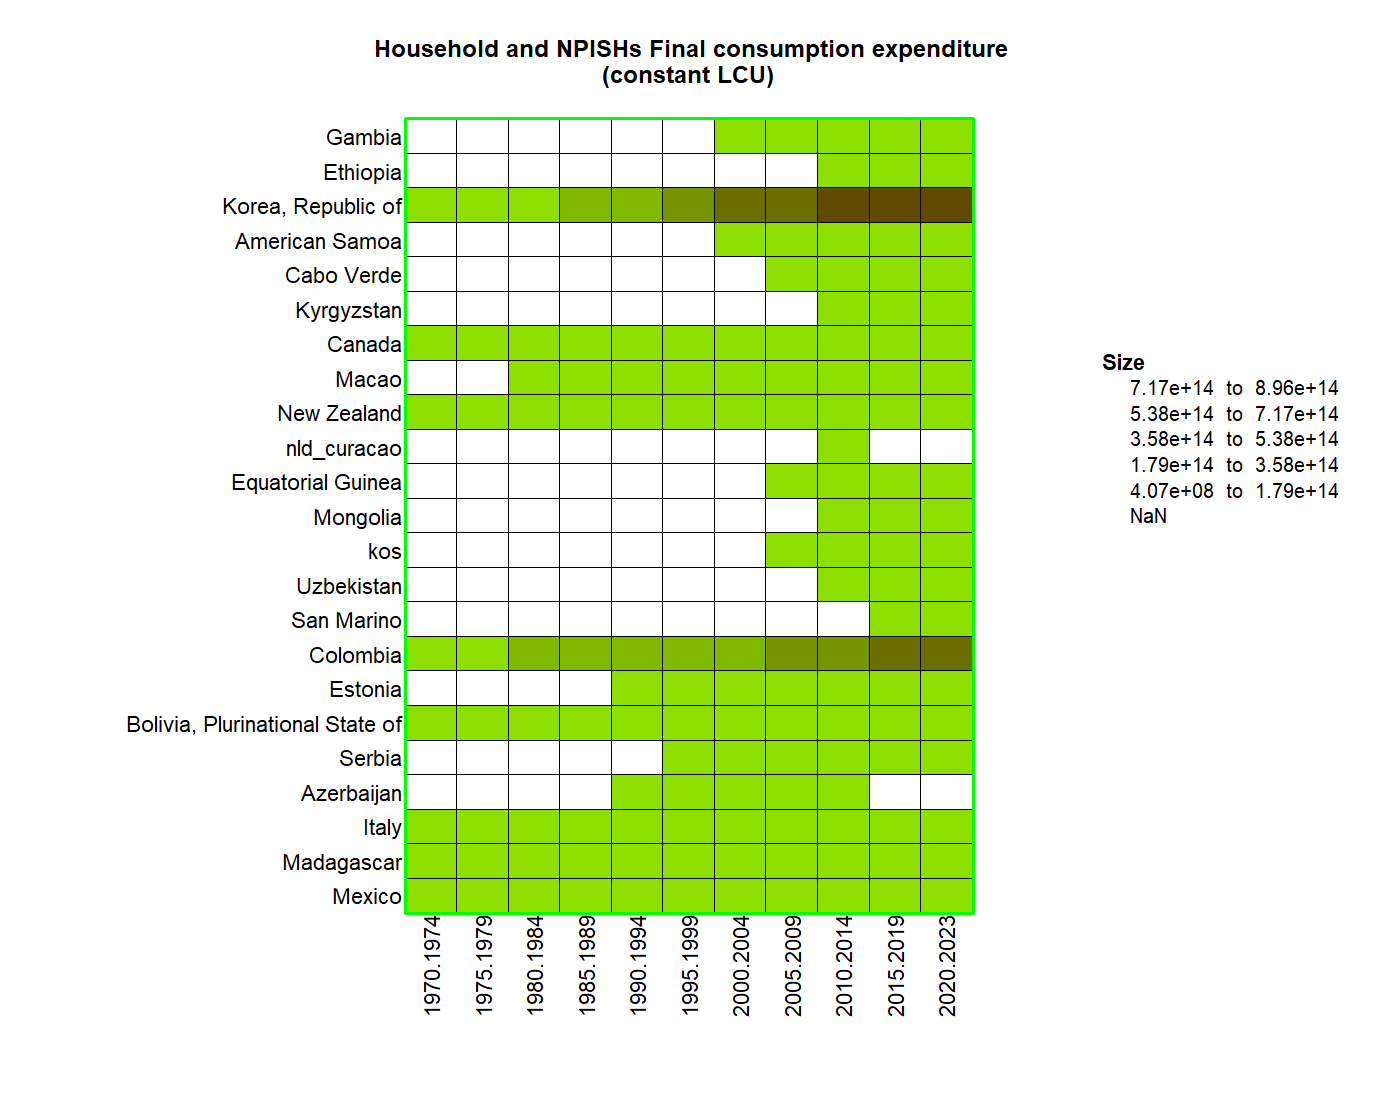 Household and NPISHs Final consumption expenditure
(constant LCU)
Gambia
Ethiopia
Korea, Republic of
American Samoa
Cabo Verde
Kyrgyzstan
Canada
Macao
New Zealand
nld_curacao
Equatorial Guinea
Mongolia
kos
Uzbekistan
San Marino
Colombia
Estonia
Bolivia, Plurinational State of
Serbia
Azerbaijan
Italy
Madagascar
Mexico
1970.1974
1975.1979
1980.1984
1985.1989
1990.1994
1995.1999
2000.2004
2005.2009
2010.2014
2015.2019
2020.2023
Size
7.17e+14 to 8.96e+14
5.38e+14 to 7.17e+14
3.58e+14 to 5.38e+14
1.79e+14 to 3.58e+14
4.07e+08 to 1.79e+14
NaN